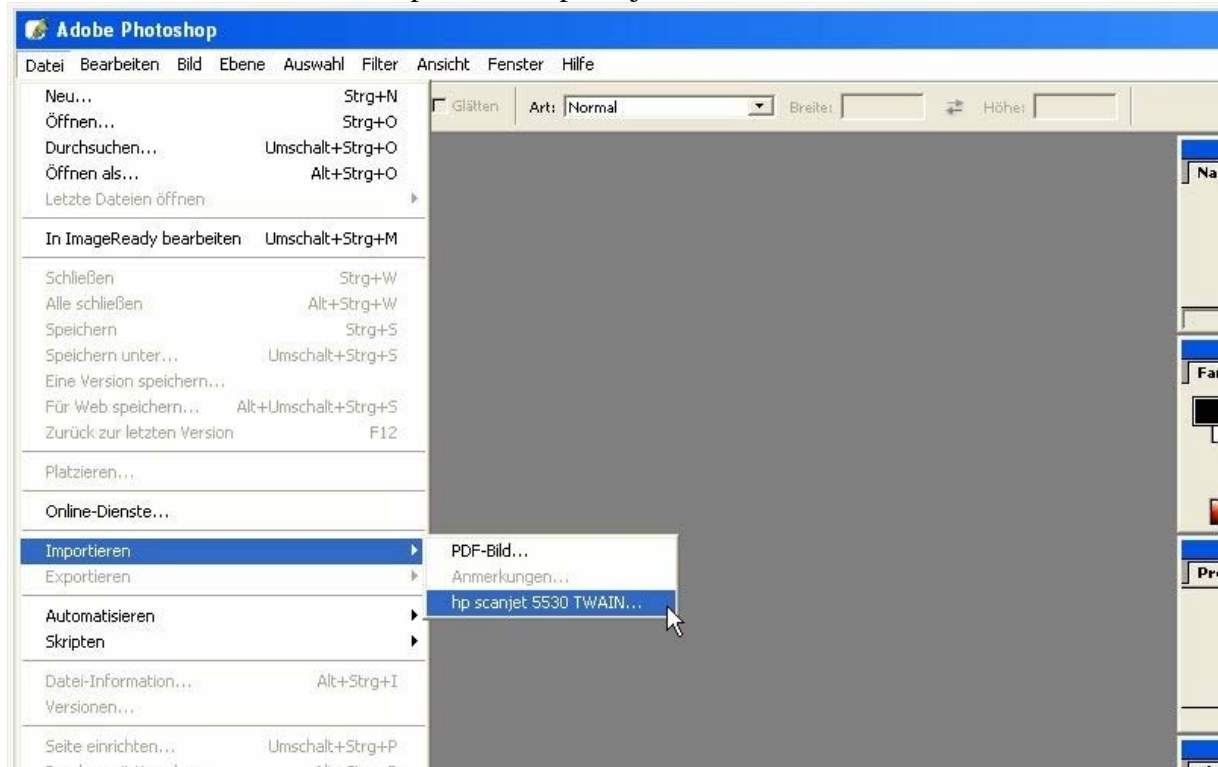 Adobe Photoshop
Datei Bearbeiten Bild Ebene Auswahl Filter Ansicht Fenster Hilfe
Glätten Art: Normal Breite: Höhe:
Neu... Strg+N
Öffnen... Strg+O
Durchsuchen... Umschalt+Strg+O
Öffnen als... Alt+Strg+O
Letzte Dateien öffnen
In ImageReady bearbeiten Umschalt+Strg+M
Schließen Strg+W
Alle schließen Alt+Strg+W
Speichern Strg+S
Speichern unter... Umschalt+Strg+S
Eine Version speichern...
Für Web speichern... Alt+Umschalt+Strg+S
Zurück zur letzten Version F12
Platzieren...
Online-Dienste...
Importieren
Exportieren
Automatisieren
Skripten
Datei-Information... Alt+Strg+I
Versionen...
Seite einrichten... Umschalt+Strg+P
PDF-Bild...
Anmerkungen...
hp scanjet 5530 TWAIN...
Na
Pr